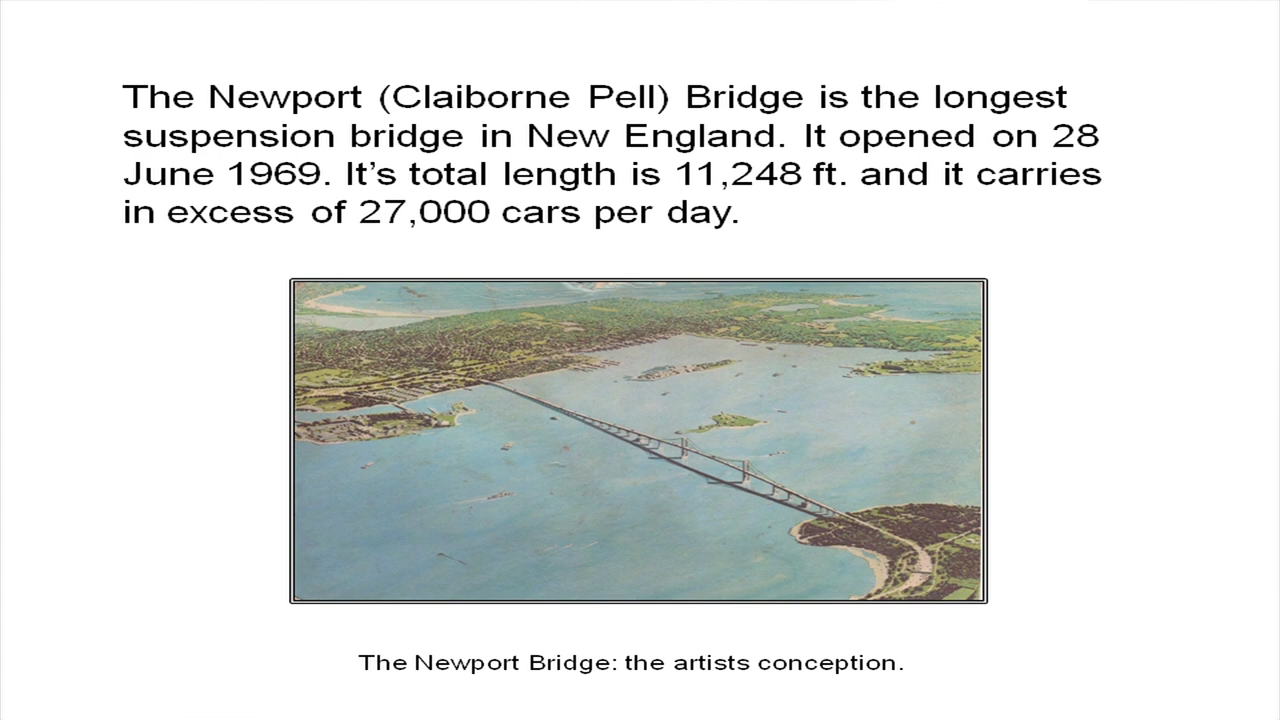 The Newport (Claiborne Pell) Bridge is the longest
suspension bridge in New England. It opened on 28
June 1969. It’s total length is 11,248 ft. and it carries
in excess of 27,000 cars per day.
The Newport Bridge: the artists conception.